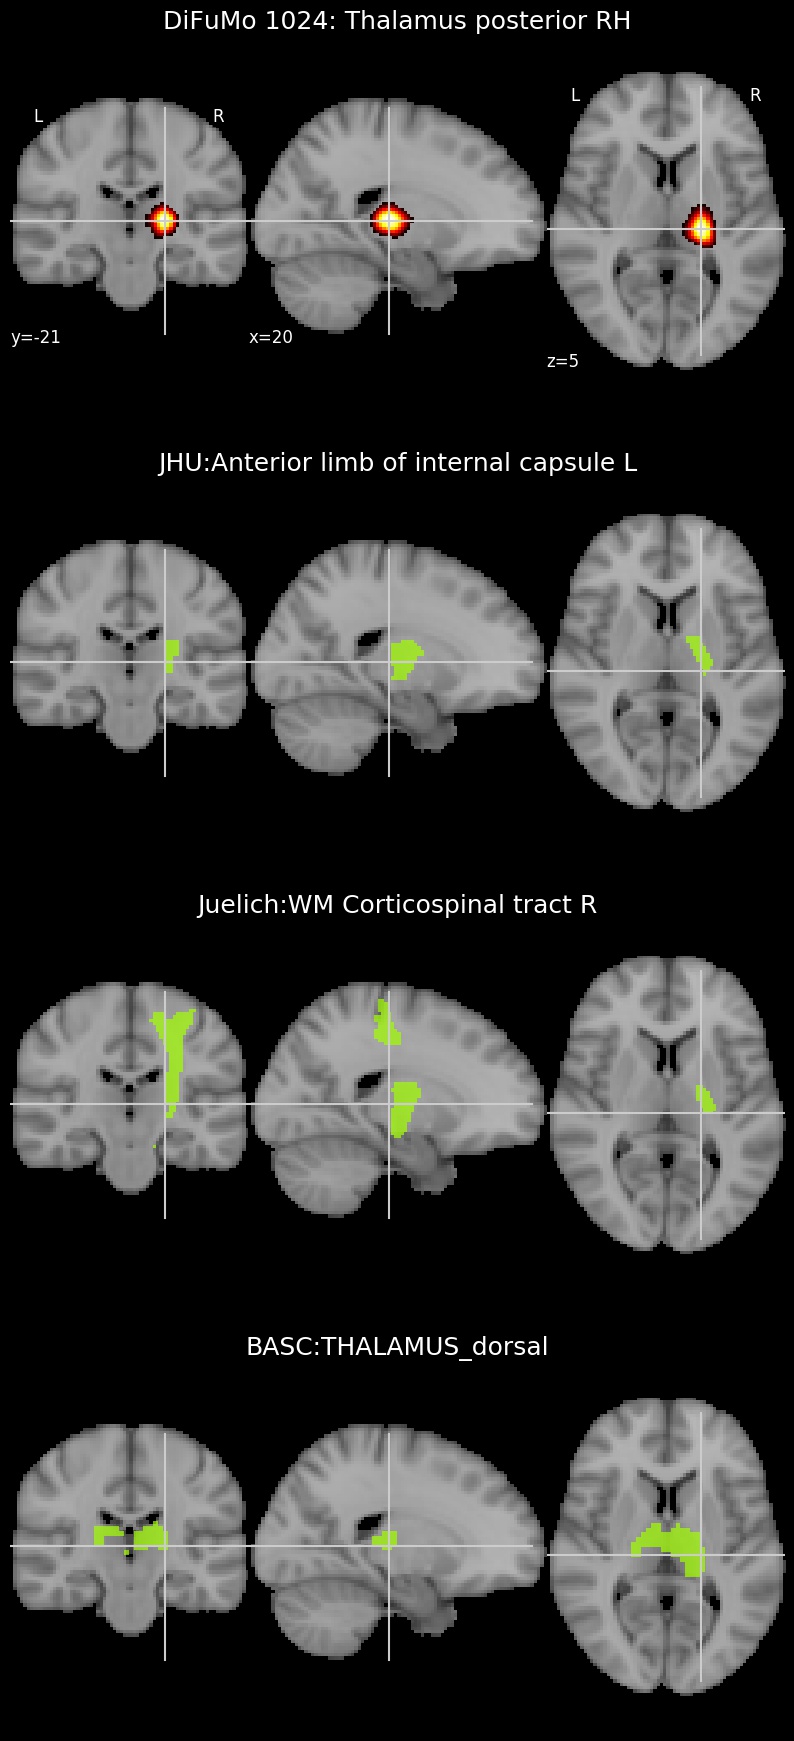 DiFuMo 1024: Thalamus posterior RH
L R L R
y=-21 x=20 z=5
JHU:Anterior limb of internal capsule L
Juelich:WM Corticospinal tract R
BASC:THALAMUS_dorsal